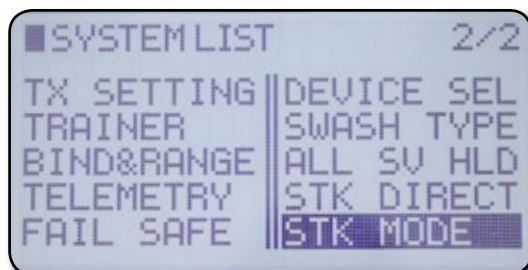 SYSTEM LIST 2/2
TX SETTING
TRAINER
BIND&RANGE
TELEMETRY
FAIL SAFE
DEVICE SEL
SWASH TYPE
ALL SV HLD
STK DIRECT
STK MODE